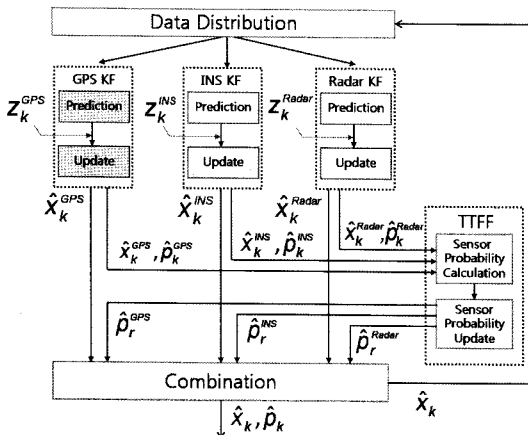 Data Distribution
GPS KF
INS KF
Radar KF
Prediction
Prediction
Prediction
z_k^{GPS}
z_k^{INS}
z_k^{Radar}
Update
Update
Update
x̂_k^{GPS}
x̂_k^{INS}
x̂_k^{Radar}
x̂_k^{GPS}, p̂_k^{GPS}
x̂_k^{INS}, p̂_k^{INS}
x̂_k^{Radar}, p̂_k^{Radar}
TTFF
Sensor
Probability
Calculation
Sensor
Probability
Update
p̂_r^{GPS}
p̂_r^{INS}
p̂_r^{Radar}
Combination
x̂_k
x̂_k, p̂_k